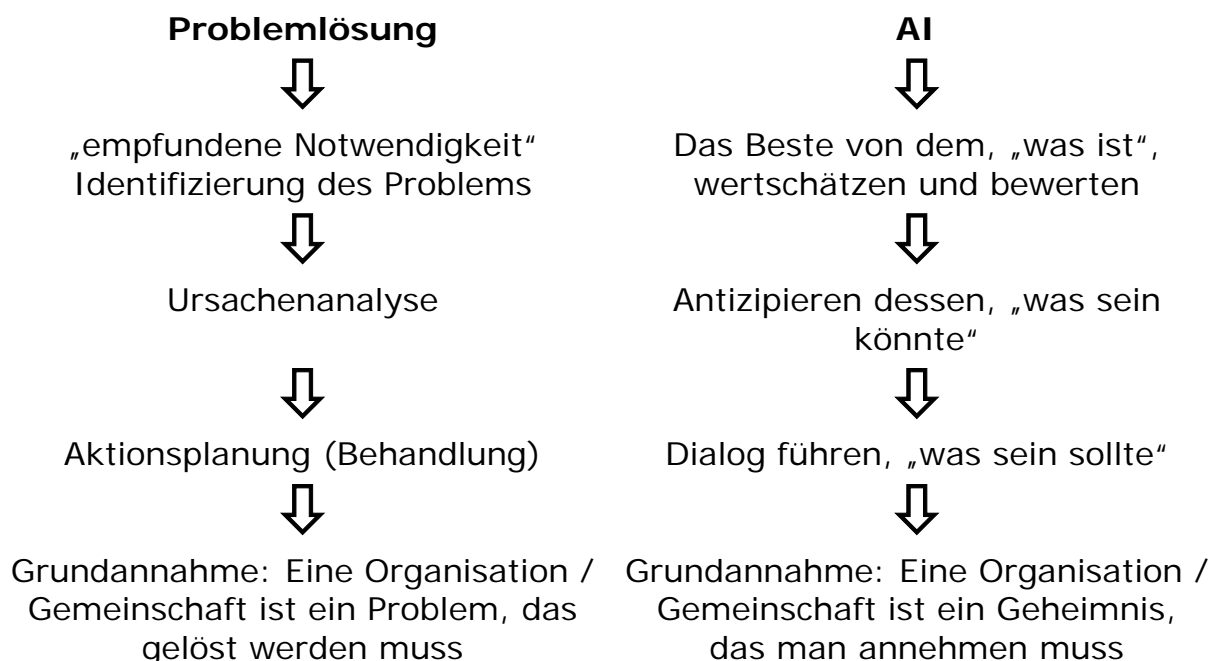 Problemlösung
„empfundene Notwendigkeit“
Identifizierung des Problems
Ursachenanalyse
Aktionsplanung (Behandlung)
Grundannahme: Eine Organisation /
Gemeinschaft ist ein Problem, das
gelöst werden muss
AI
Das Beste von dem, „was ist“,
wertschätzen und bewerten
Antizipieren dessen, „was sein
könnte“
Dialog führen, „was sein sollte“
Grundannahme: Eine Organisation /
Gemeinschaft ist ein Geheimnis,
das man annehmen muss